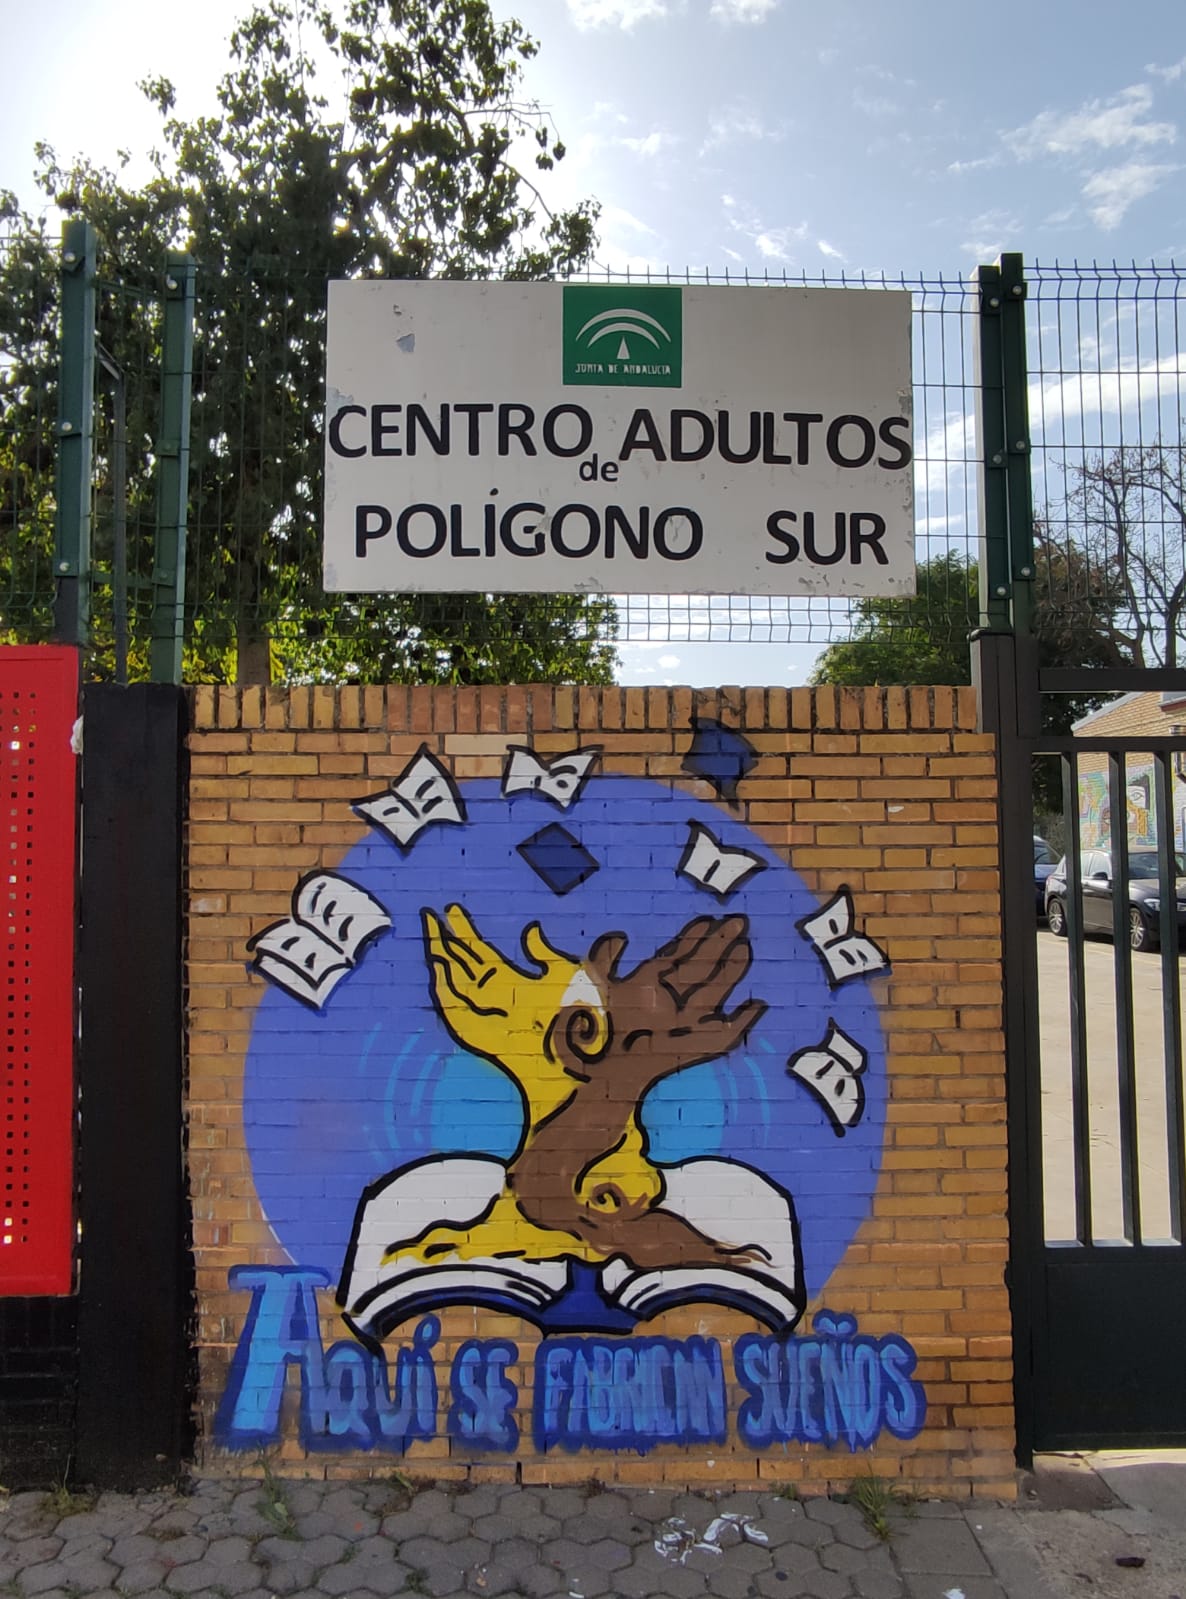 JUNTA DE ANDALUCIA
CENTRO de ADULTOS
POLÍGONO SUR
AQUÍ SE FABRICAN SUEÑOS